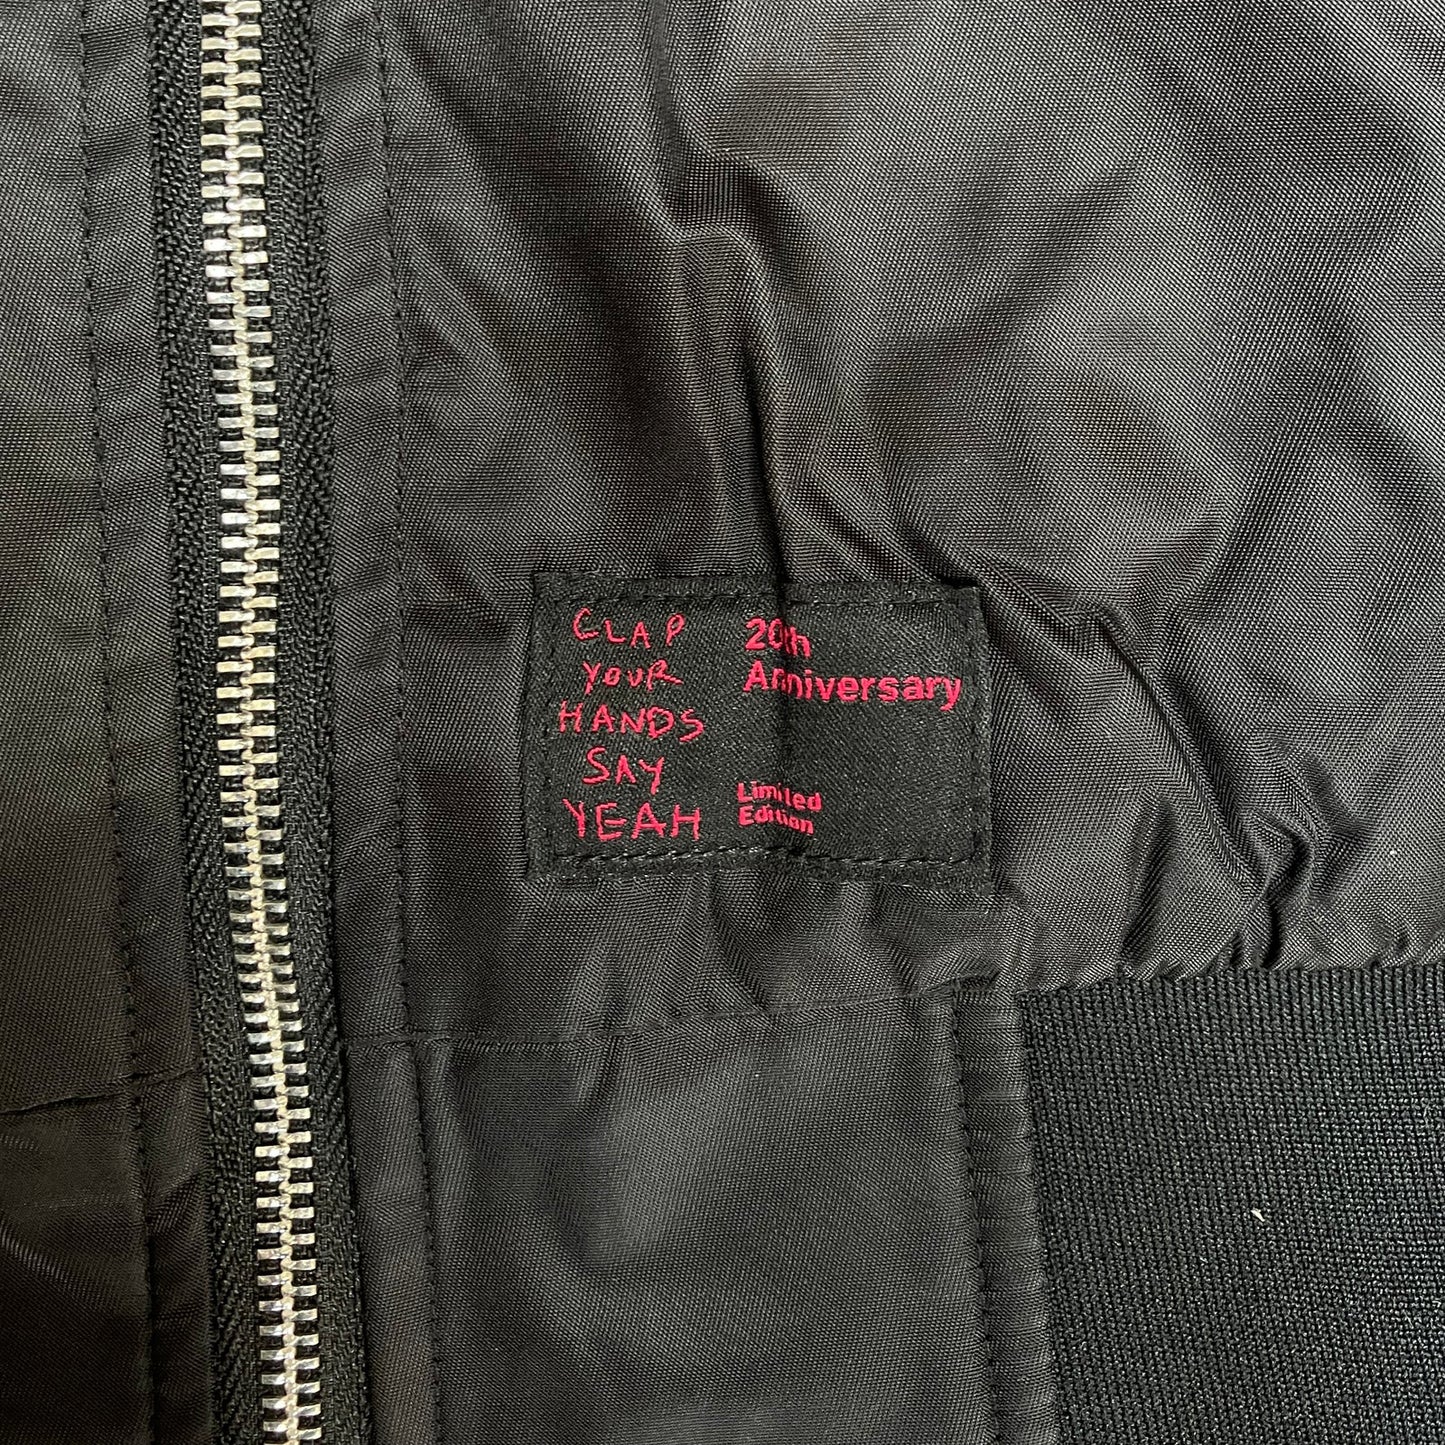 CLAP
YOUR
HANDS
SAY
YEAH
20th
Anniversary
Limited
Edition